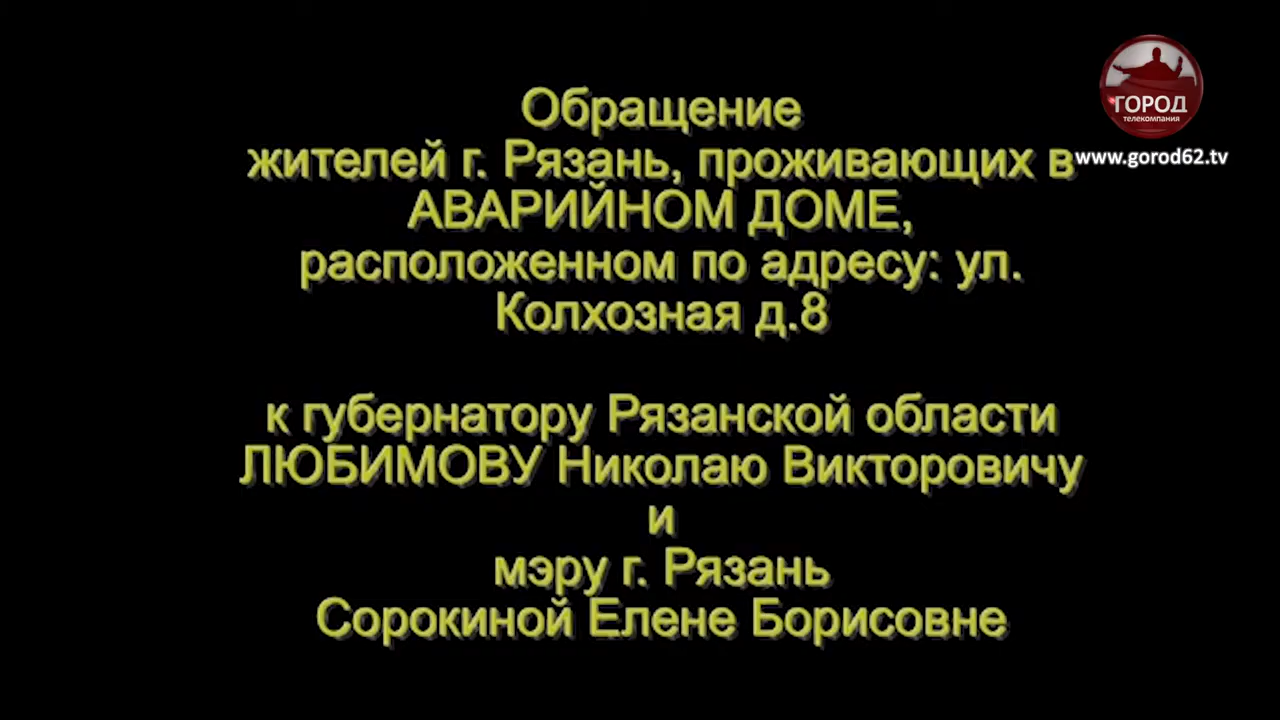 ГОРОД
телекомпания
www.gorod62.tv
Обращение
жителей г. Рязань, проживающих в
АВАРИЙНОМ ДОМЕ,
расположенном по адресу: ул.
Колхозная д.8
к губернатору Рязанской области
ЛЮБИМОВУ Николаю Викторовичу
и
мэру г. Рязань
Сорокиной Елене Борисовне